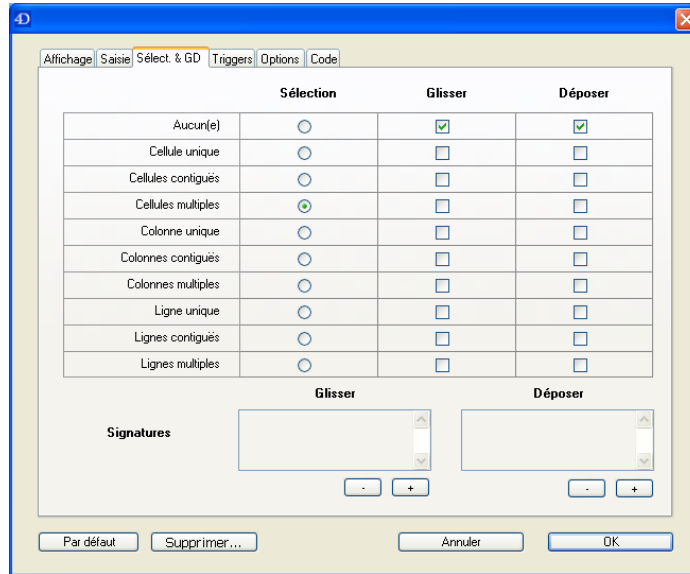 4D
Affichage Saisie Sélect. & GD Triggers Options Code
Sélection Glisser Déposer
Aucun(e)
Cellule unique
Cellules contiguës
Cellules multiples
Colonne unique
Colonnes contiguës
Colonnes multiples
Ligne unique
Lignes contiguës
Lignes multiples
Glisser Déposer
Signatures
- + - +
Par défaut Supprimer... Annuler OK